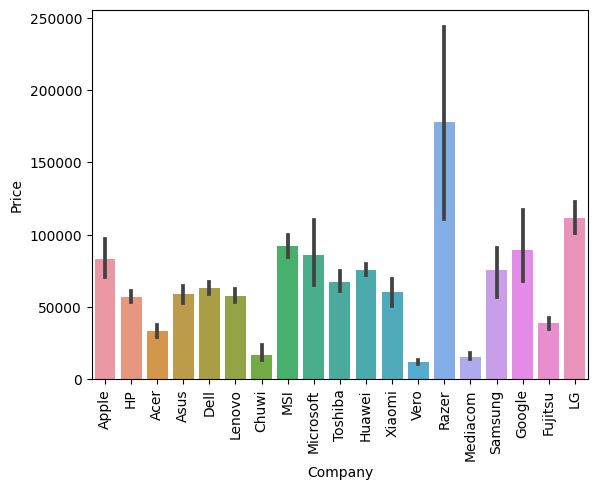 250000
200000
150000
100000
50000
0
Price
Apple
HP
Acer
Asus
Dell
Lenovo
Chuwi
MSI
Microsoft
Toshiba
Huawei
Xiaomi
Vero
Razer
Mediacom
Samsung
Google
Fujitsu
LG
Company